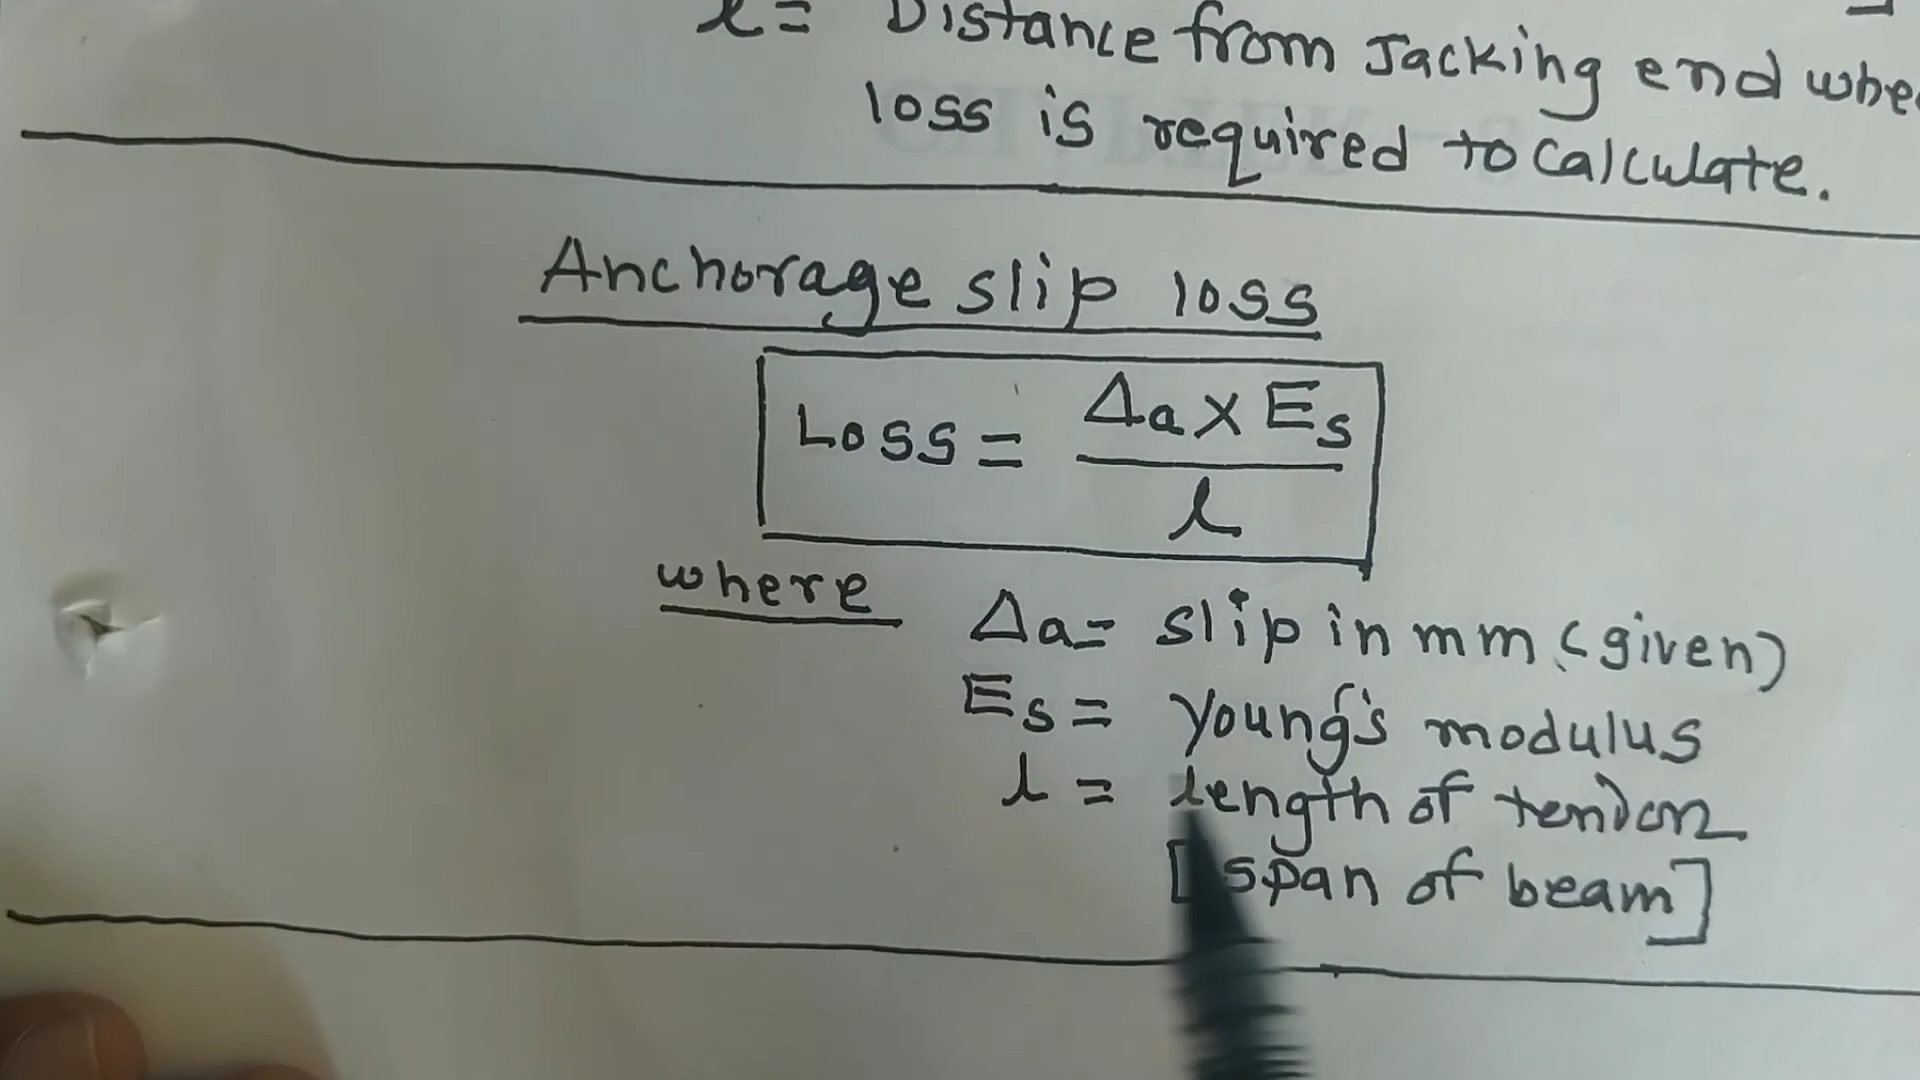 l = Distance from Jacking end
loss is required to calculate.
Anchorage slip loss
Loss = Δa x Es
l
where Δa = slip in mm (given)
Es = Young's modulus
l = length of tendon
[span of beam]